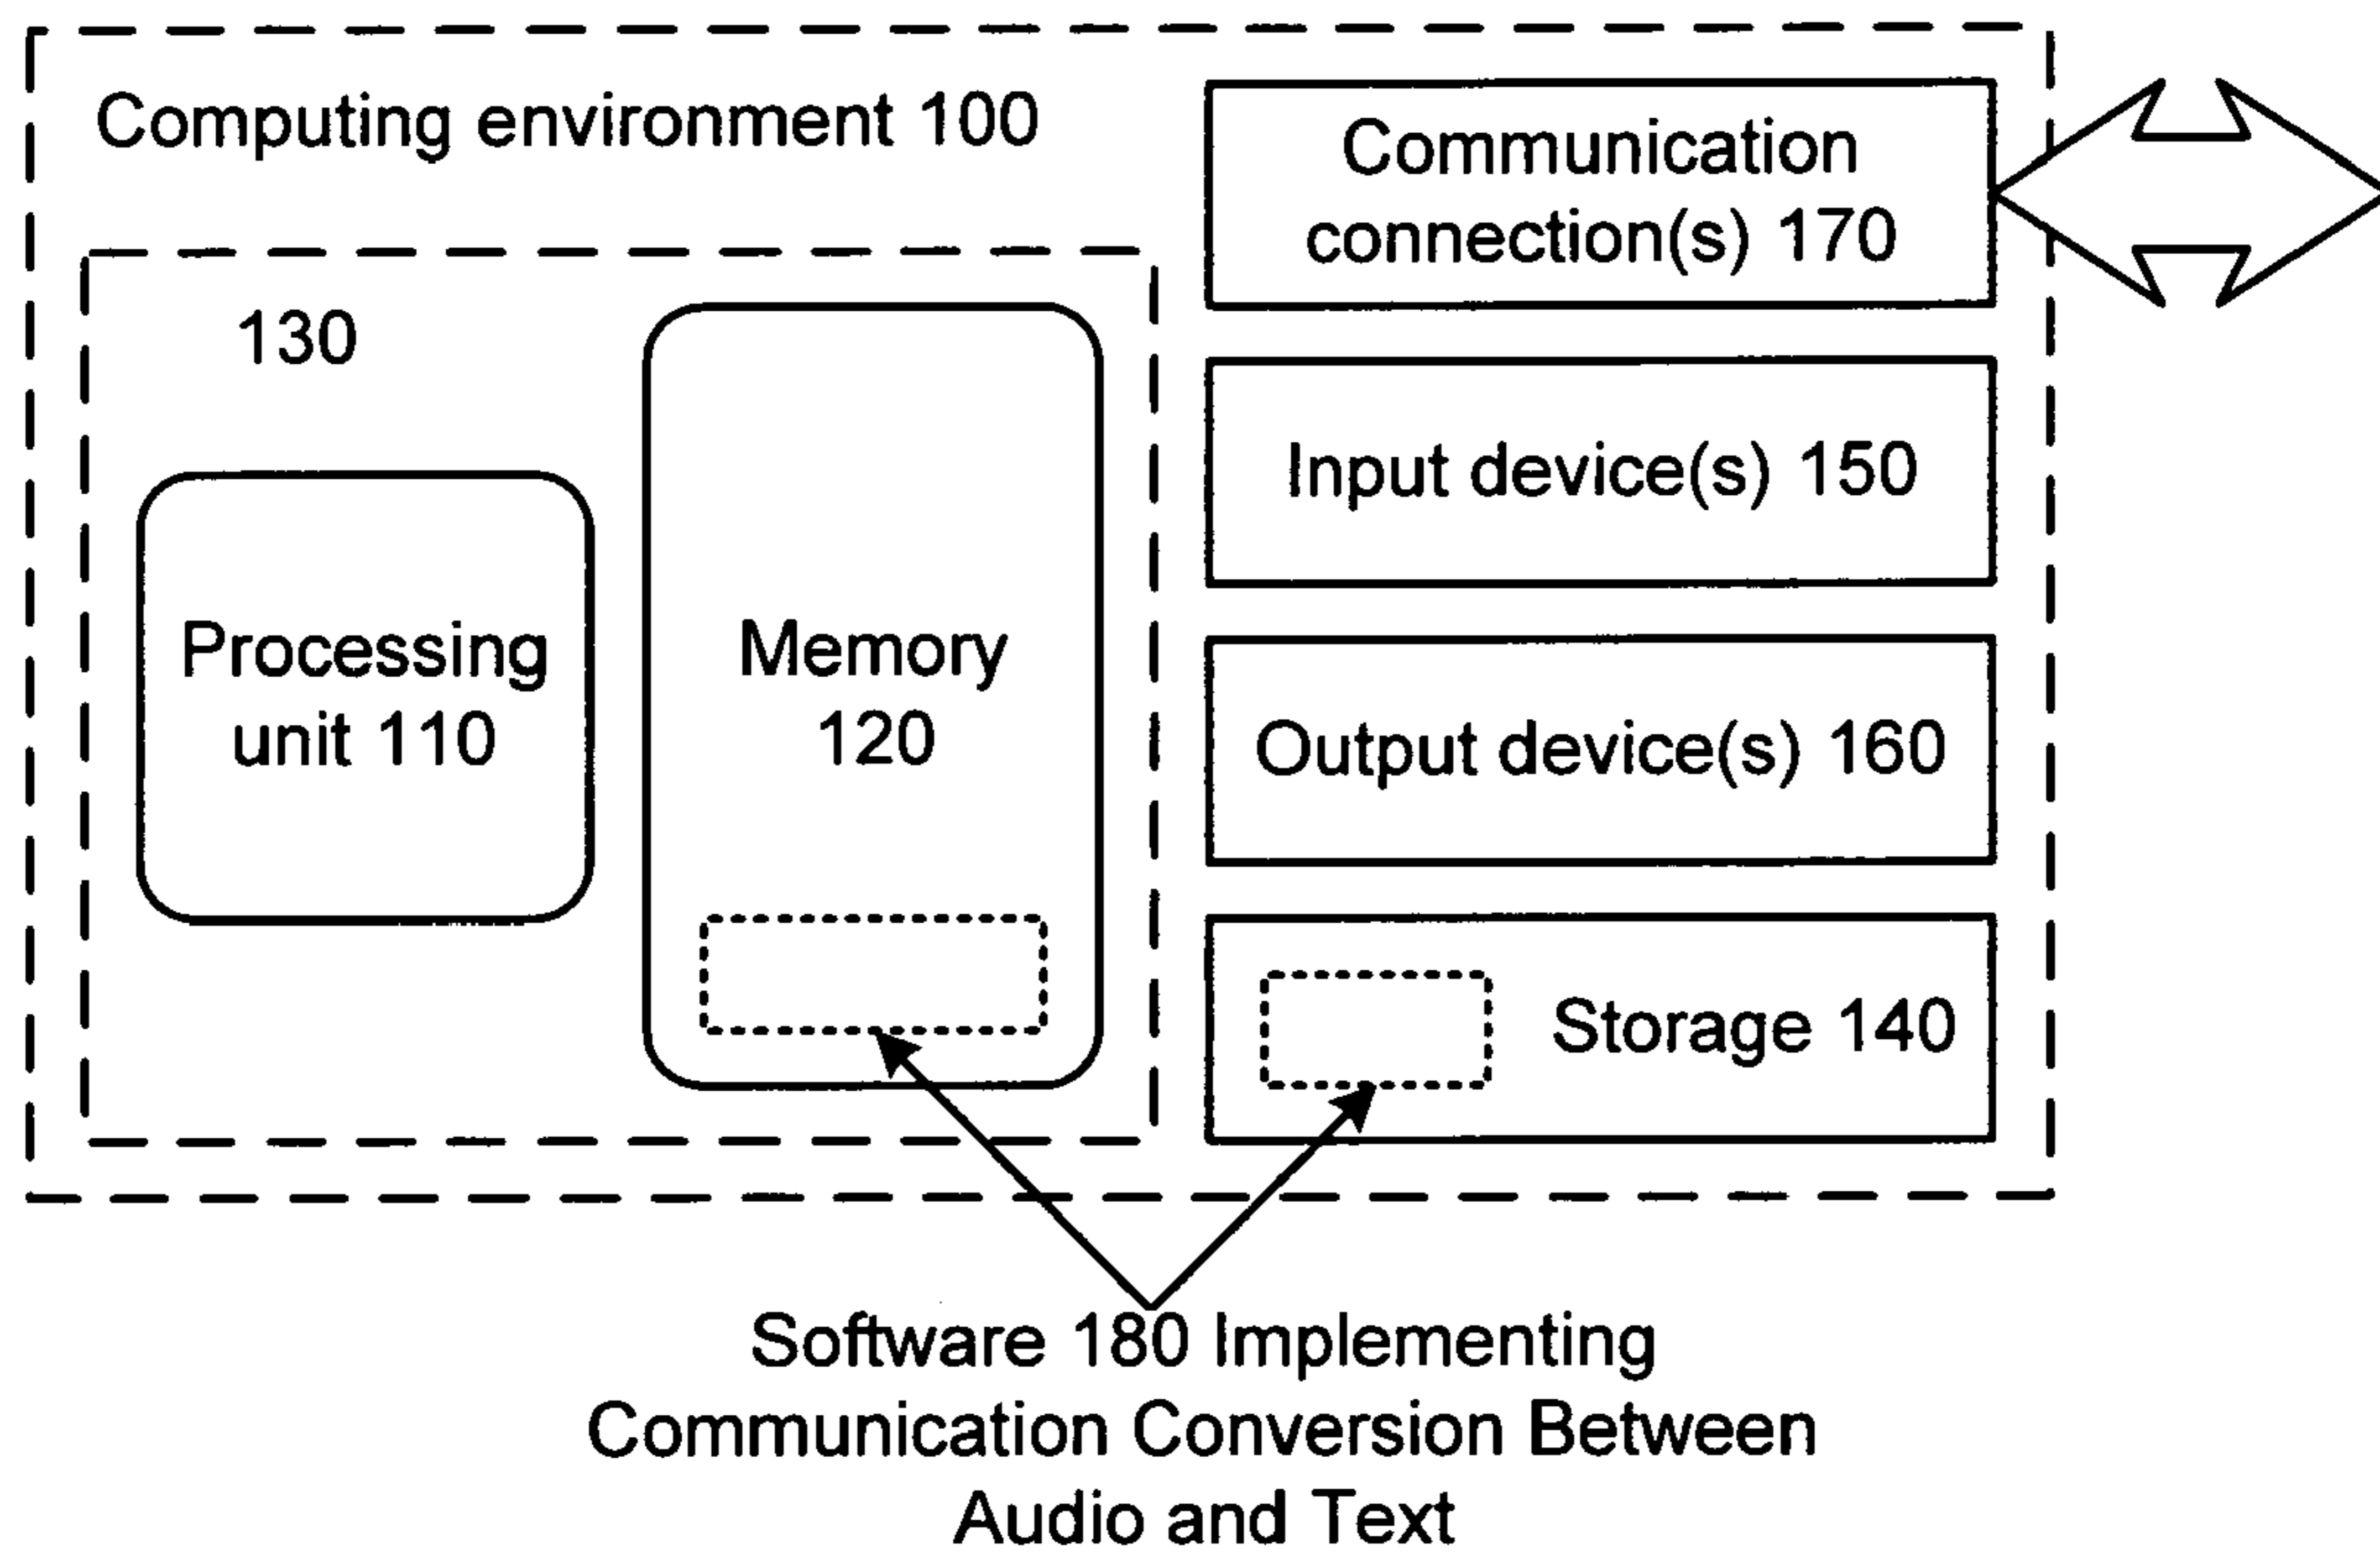 Computing environment 100
Communication
connection(s) 170
130
Input device(s) 150
Processing
unit 110
Memory
120
Output device(s) 160
Storage 140
Software 180 Implementing
Communication Conversion Between
Audio and Text